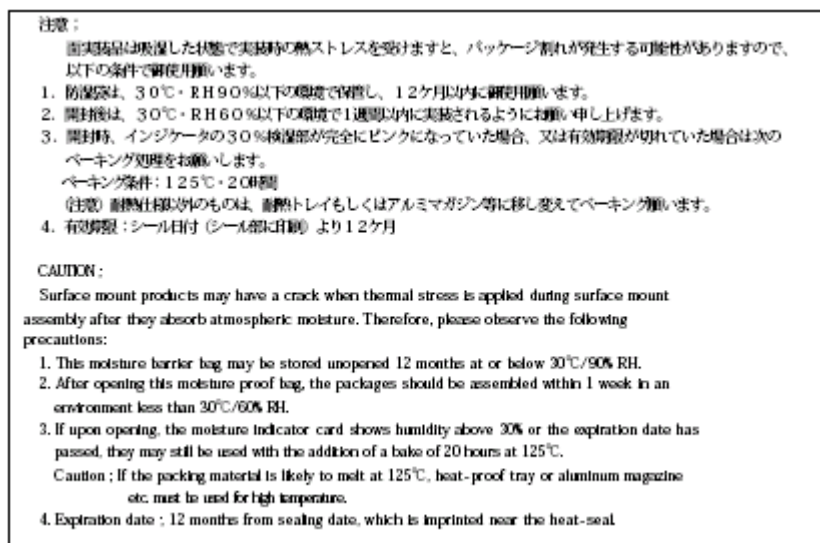 注意；
面実装品は吸湿した状態で実装時の熱ストレスを受けますと、パッケージ割れが発生する可能性がありますので、
以下の条件で御使用願います。
1. 防湿袋は、３０℃・ＲＨ９０％以下の環境で保管し、１２ケ月以内に御使用願います。
2. 開封後は、３０℃・ＲＨ６０％以下の環境で１週間以内に実装されるようにお願い申し上げます。
3. 開封時、インジケータの３０％検湿部が完全にピンクになっていた場合、又は有効期限が切れていた場合は次の
ベーキング処理をお願いします。
ベーキング条件：１２５℃・２０時間
（注意）耐熱仕様以外のものは、耐熱トレイもしくはアルミマガジン等に移し変えてベーキング願います。
4. 有効期限：シール日付（シール部に印刷）より１２ケ月
CAUTION ;
Surface mount products may have a crack when thermal stress is applied during surface mount
assembly after they absorb atmospheric moisture. Therefore, please observe the following
precautions:
1. This moisture barrier bag may be stored unopened 12 months at or below 30℃/90% RH.
2. After opening this moisture proof bag, the packages should be assembled within 1 week in an
environment less than 30℃/60% RH.
3. If upon opening, the moisture indicator card shows humidity above 30% or the expiration date has
passed, they may still be used with the addition of a bake of 20 hours at 125℃.
Caution ; If the packing material is likely to melt at 125℃, heat-proof tray or aluminum magazine
etc. must be used for high temperature.
4. Expiration date ;, 12 months from sealing date, which is imprinted near the heat-seal.